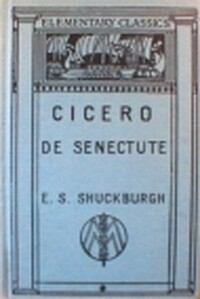 ELEMENTARY CLASSICS
CICERO
DE SENECTUTE
E. S. SHUCKBURGH
M